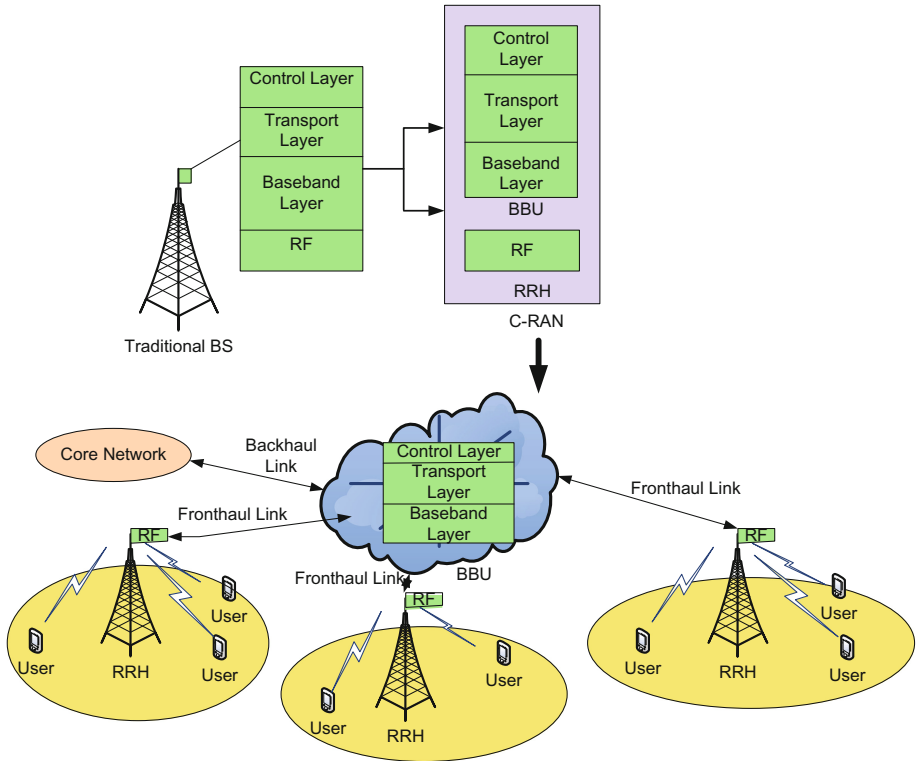 Control Layer
Transport
Layer
Baseband
Layer
RF
Traditional BS
Control
Layer
Transport
Layer
Baseband
Layer
BBU
RF
RRH
C-RAN
Core Network
Backhaul
Link
Control Layer
Transport
Layer
Baseband
Layer
BBU
Fronthaul Link
Fronthaul Link
Fronthaul Link
RF
User
User
User
RRH
RF
User
User
RRH
RF
User
User
User
RRH